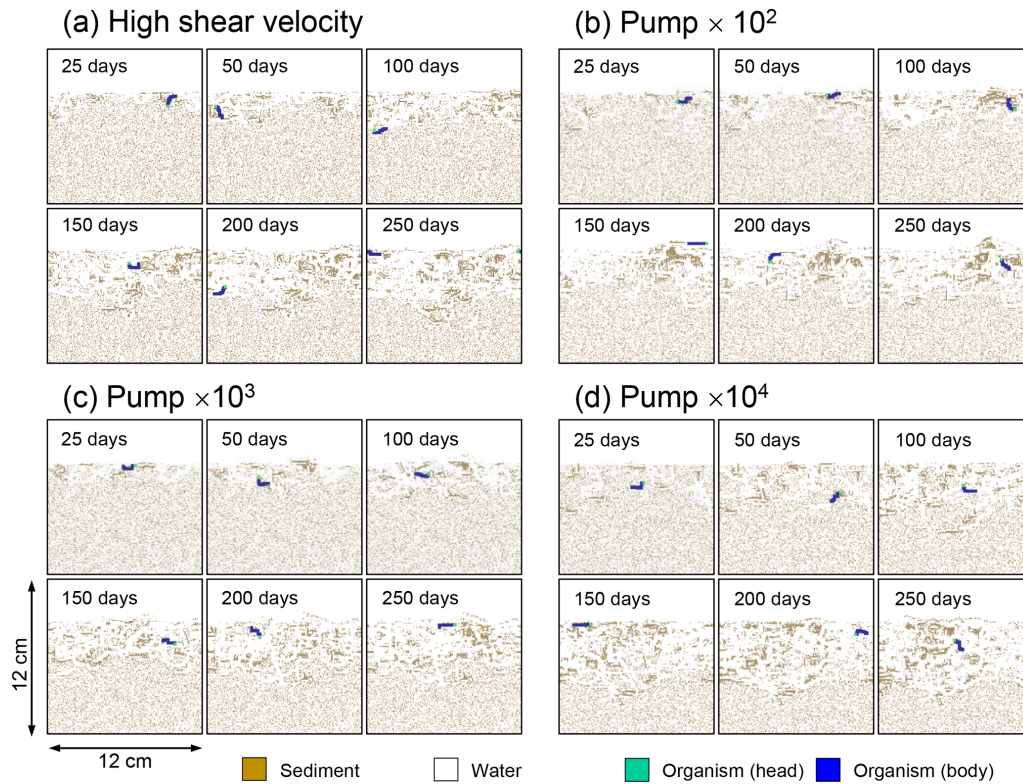 (a) High shear velocity
25 days
50 days
100 days
150 days
200 days
250 days
(b) Pump × 10²
25 days
50 days
100 days
150 days
200 days
250 days
(c) Pump ×10³
25 days
50 days
100 days
150 days
200 days
250 days
(d) Pump ×10⁴
25 days
50 days
100 days
150 days
200 days
250 days
12 cm
12 cm
Sediment
Water
Organism (head)
Organism (body)